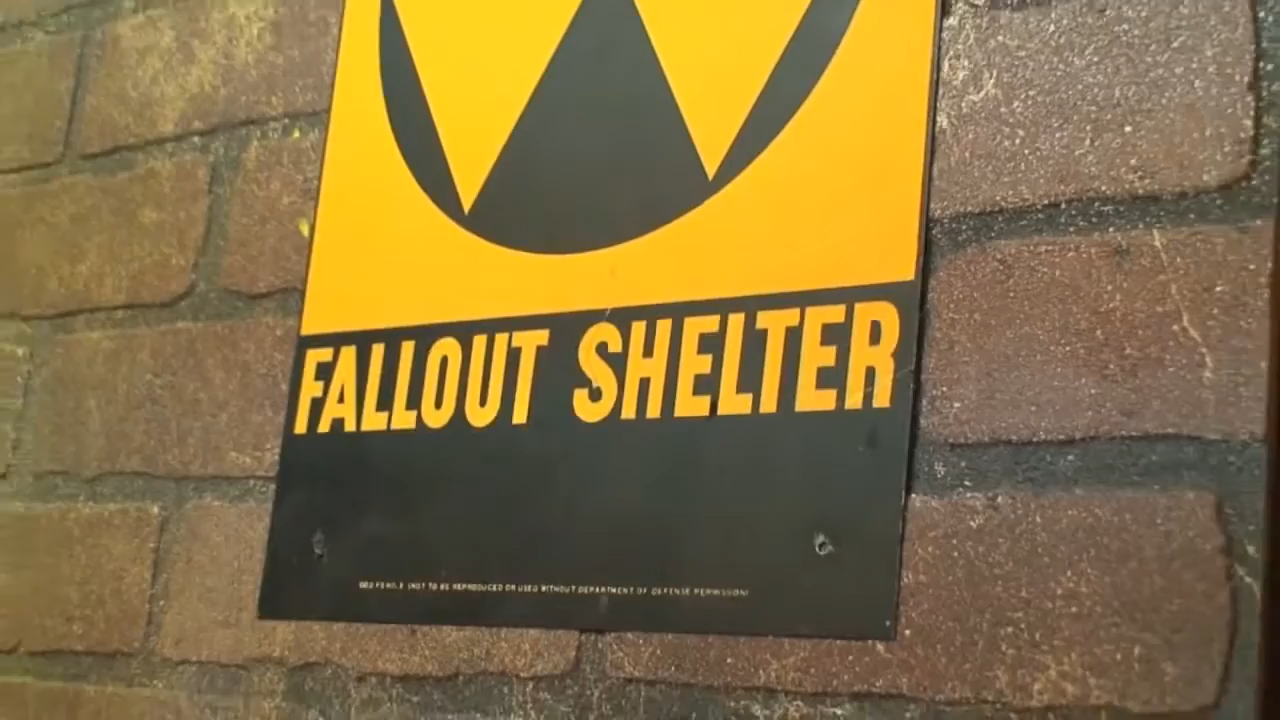 FALLOUT SHELTER
NOT TO BE REPRODUCED OR USED WITHOUT DEPARTMENT OF DEFENSE PERMISSION